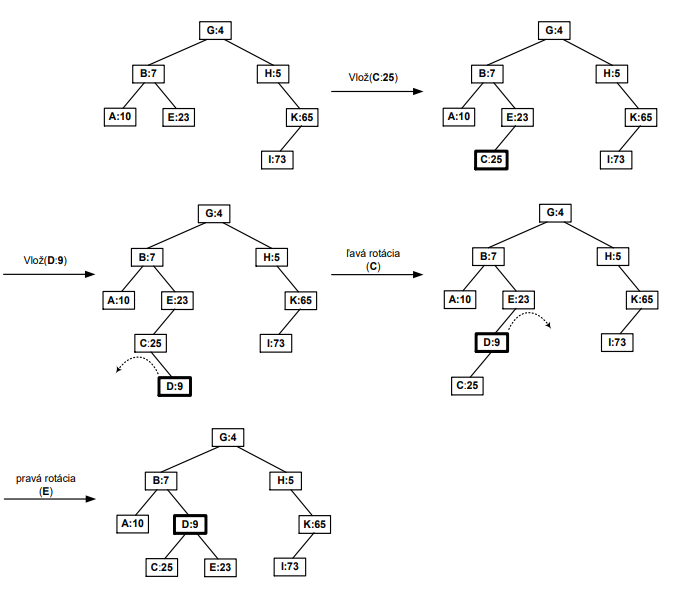 G:4
B:7
H:5
A:10
E:23
K:65
I:73
Vlož(C:25)
G:4
B:7
H:5
A:10
E:23
K:65
C:25
I:73
Vlož(D:9)
G:4
B:7
H:5
A:10
E:23
K:65
C:25
I:73
D:9
ľavá rotácia
(C)
G:4
B:7
H:5
A:10
E:23
K:65
D:9
I:73
C:25
pravá rotácia
(E)
G:4
B:7
H:5
A:10
D:9
K:65
C:25
E:23
I:73